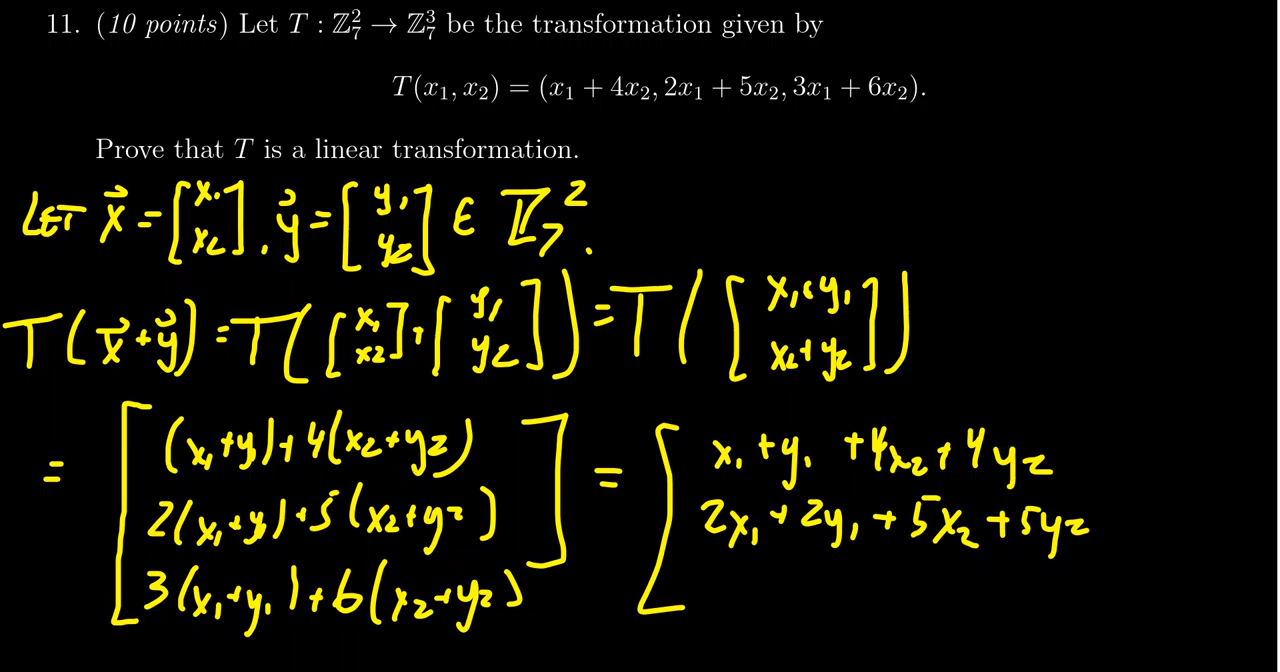 11. (10 points) Let T : ℤ₇² → ℤ₇³ be the transformation given by
T(x₁, x₂) = (x₁ + 4x₂, 2x₁ + 5x₂, 3x₁ + 6x₂).
Prove that T is a linear transformation.
LET x⃗ = [x₁ x₂], y⃗ = [y₁ y₂] ∈ ℤ₇².
T(x⃗+y⃗) = T([x₁ x₂] + [y₁ y₂]) = T([x₁+y₁ x₂+y₂])
= [(x₁+y₁)+4(x₂+y₂) = [x₁+y₁+4x₂+4y₂
2(x₁+y₁)+5(x₂+y₂) 2x₁+2y₁+5x₂+5y₂
3(x₁+y₁)+6(x₂+y₂)]